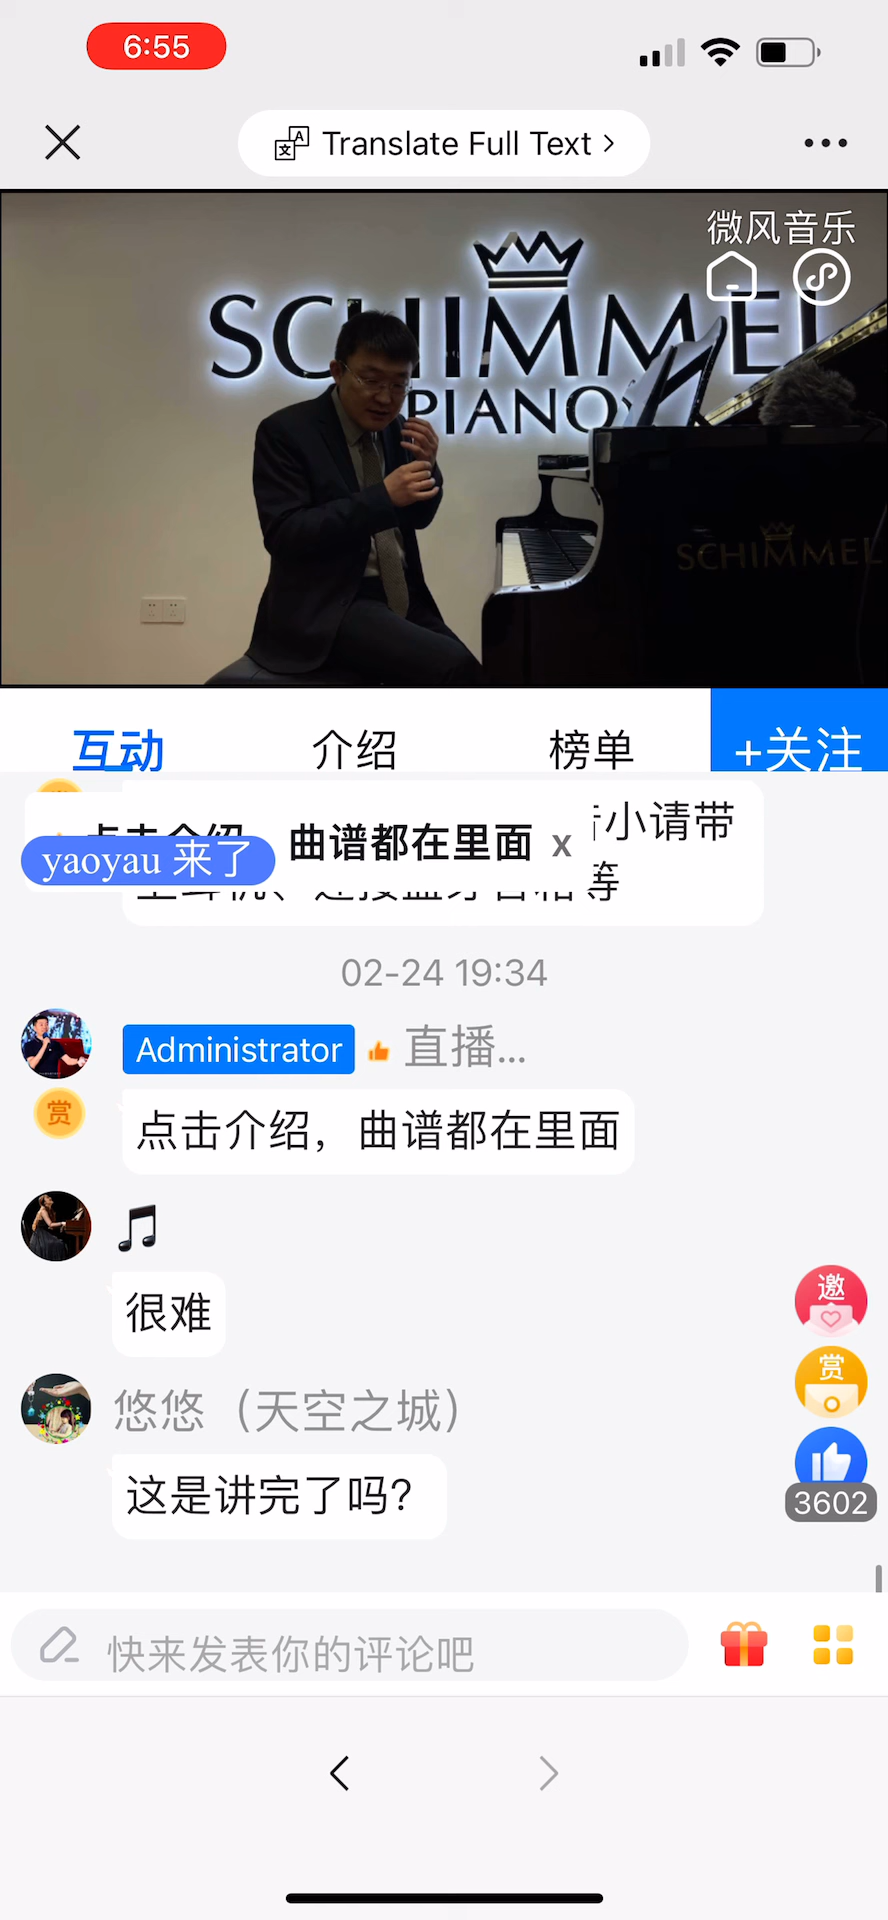 6:55
Translate Full Text
微风音乐
SCHIMMEL
PIANO
SCHIMMEL
互动
介绍
榜单
+关注
小请带
曲谱都在里面 x
yaoyau 来了
等
02-24 19:34
Administrator 直播...
赏
点击介绍，曲谱都在里面
很难
邀
悠悠（天空之城）
赏
这是讲完了吗?
3602
快来发表你的评论吧